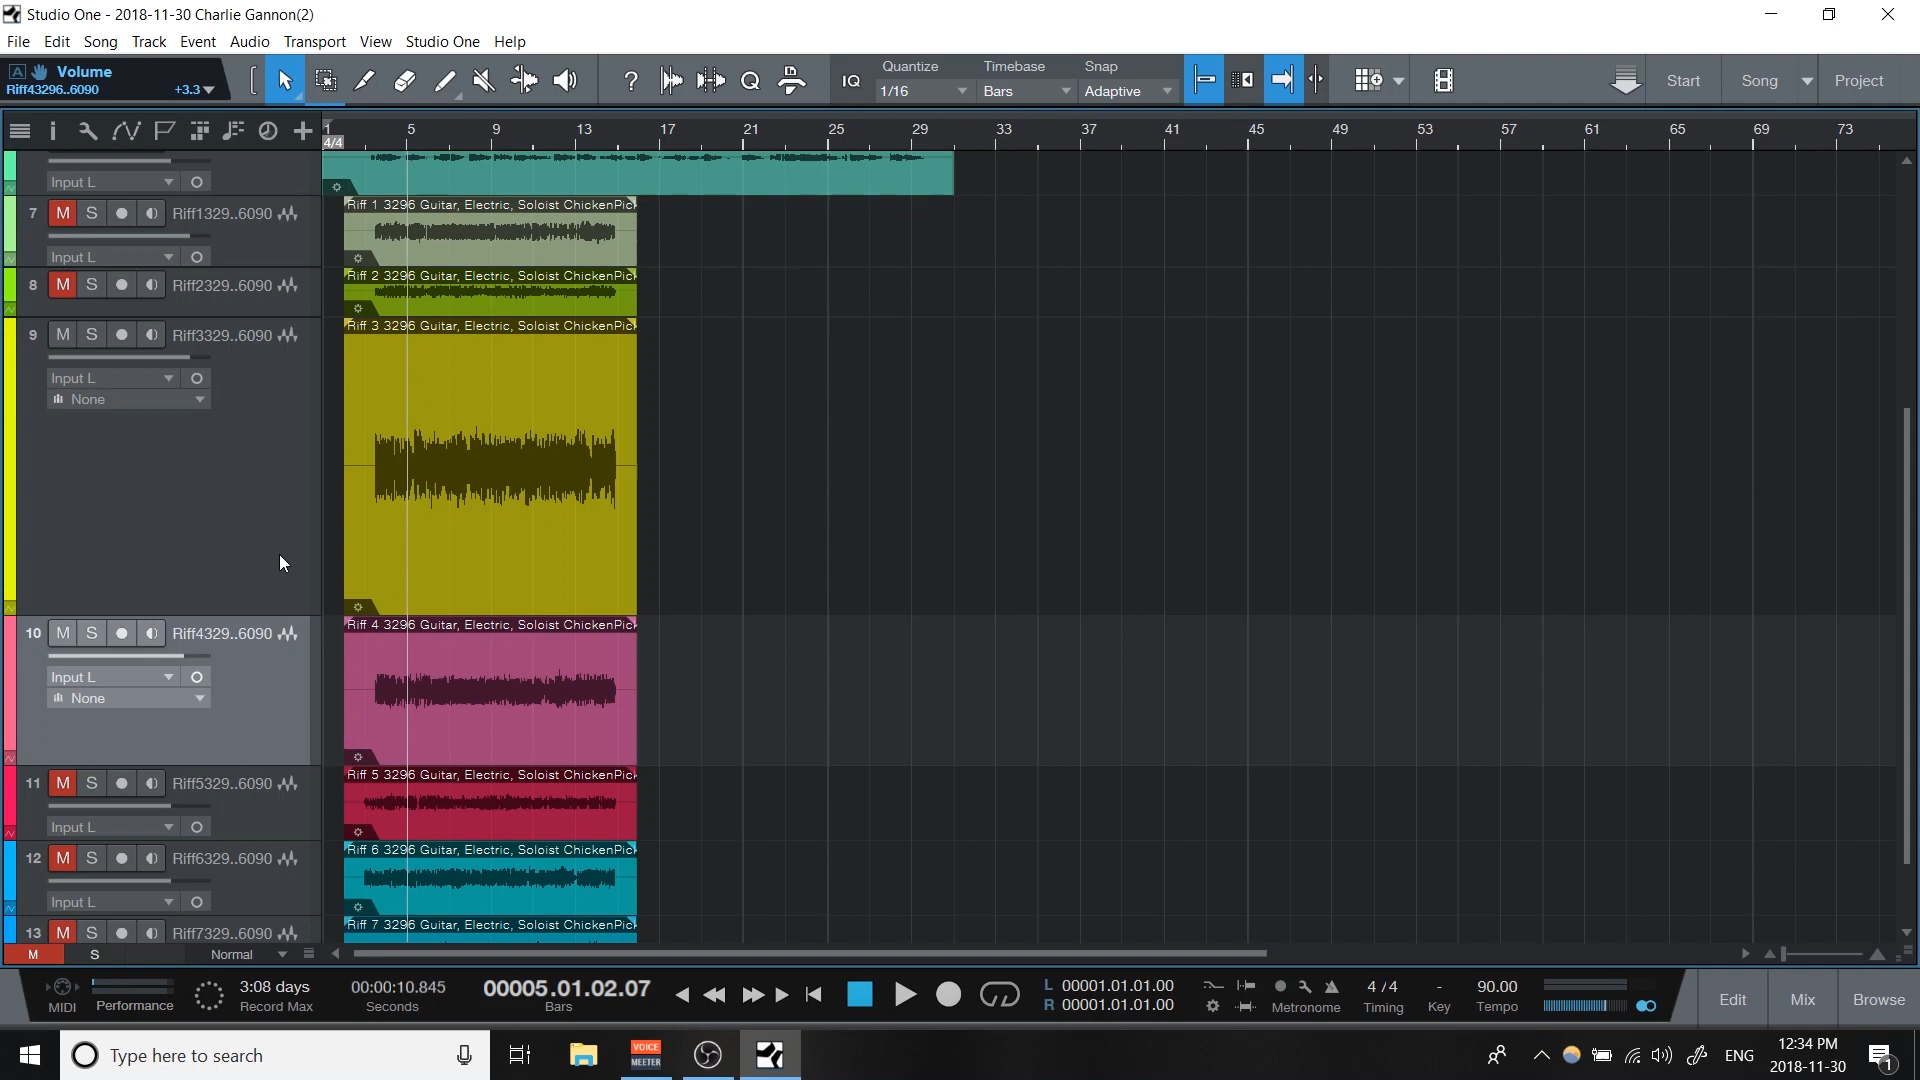 Studio One - 2018-11-30 Charlie Gannon(2)
File Edit Song Track Event Audio Transport View Studio One Help
A Volume
Riff43296..6090 +3.3
? Q IQ
Quantize Timebase Snap
1/16 Bars Adaptive
Start Song Project
1 5 9 13 17 21 25 29 33 37 41 45 49 53 57 61 65 69 73
4/4
Input L
7 M S Riff1329..6090
Input L
Riff 1 3296 Guitar, Electric, Soloist ChickenPick
8 M S Riff2329..6090
Riff 2 3296 Guitar, Electric, Soloist ChickenPick
9 M S Riff3329..6090
Input L
None
Riff 3 3296 Guitar, Electric, Soloist ChickenPick
10 M S Riff4329..6090
Input L
None
Riff 4 3296 Guitar, Electric, Soloist ChickenPick
11 M S Riff5329..6090
Input L
Riff 5 3296 Guitar, Electric, Soloist ChickenPick
12 M S Riff6329..6090
Input L
Riff 6 3296 Guitar, Electric, Soloist ChickenPick
13 M S Riff7329..6090
Riff 7 3296 Guitar, Electric, Soloist ChickenPick
M S Normal
MIDI
Performance
3:08 days
Record Max
00:00:10.845
Seconds
00005.01.02.07
Bars
L 00001.01.01.00
R 00001.01.01.00
Metronome
4 / 4
Timing
-
Key
90.00
Tempo
Edit Mix Browse
Type here to search
VOICE
MEETER
ENG
12:34 PM
2018-11-30
1